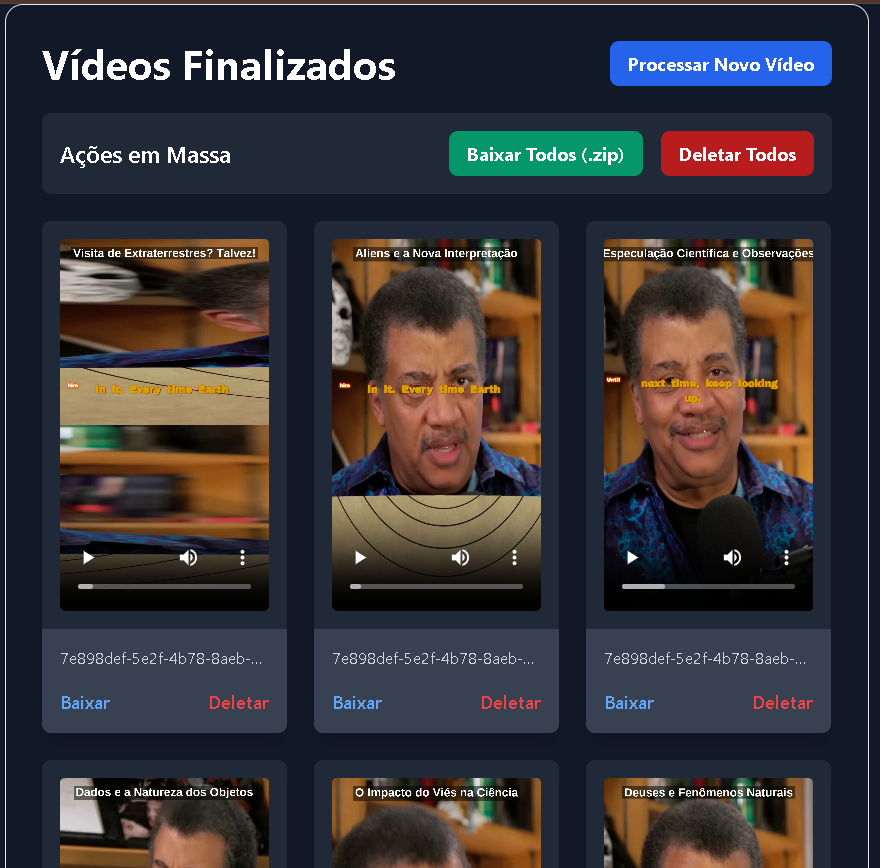 Vídeos Finalizados
Processar Novo Vídeo
Ações em Massa
Baixar Todos (.zip)
Deletar Todos
Visita de Extraterrestres? Talvez!
Aliens e a Nova Interpretação
Especulação Científica e Observações
hire
in it. Every time Earth
hire
in it. Every time Earth
Until
next time, keep looking
up.
7e898def-5e2f-4b78-8aeb-...
7e898def-5e2f-4b78-8aeb-...
7e898def-5e2f-4b78-8aeb-...
Baixar
Deletar
Baixar
Deletar
Baixar
Deletar
Dados e a Natureza dos Objetos
O Impacto do Viés na Ciência
Deuses e Fenômenos Naturais